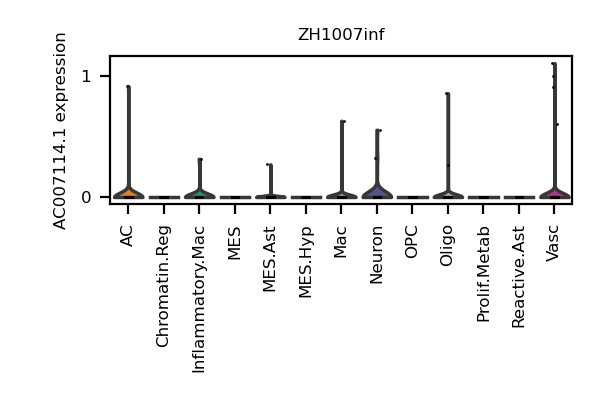 ZH1007inf
AC007114.1 expression
1
0
AC
Chromatin.Reg
Inflammatory.Mac
MES
MES.Ast
MES.Hyp
Mac
Neuron
OPC
Oligo
Prolif.Metab
Reactive.Ast
Vasc